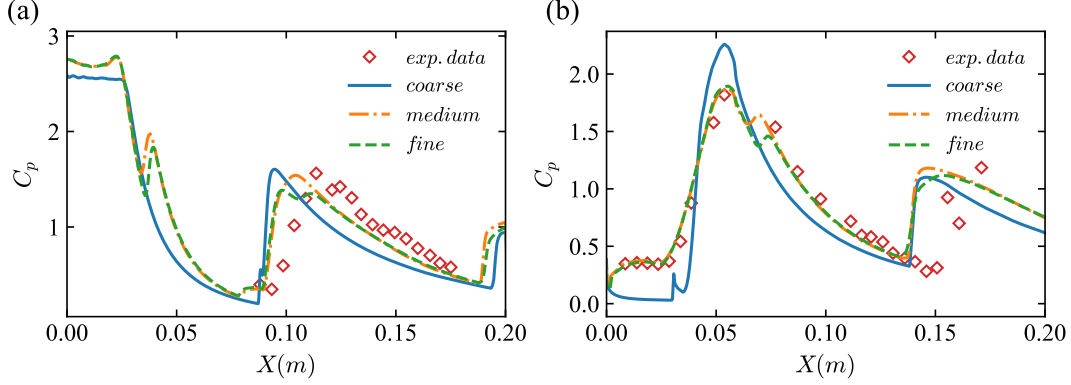 (a)
C_p
3
2
1
0.00 0.05 0.10 0.15 0.20
X(m)
exp. data
coarse
medium
fine
(b)
C_p
2.0
1.5
1.0
0.5
0.0
0.00 0.05 0.10 0.15 0.20
X(m)
exp. data
coarse
medium
fine